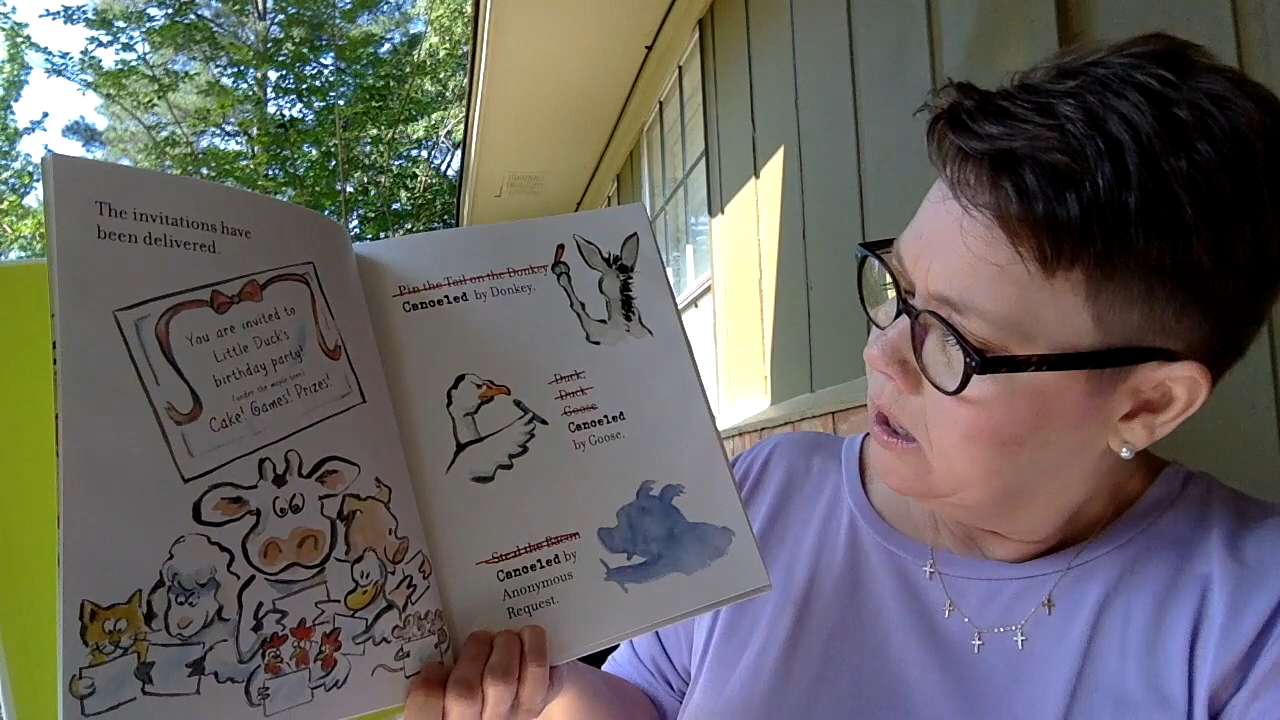 The invitations have
been delivered.
You are invited to
Little Duck's
birthday party!
(under the maple tree)
Cake! Games! Prizes!
Pin the Tail on the Donkey
Canceled by Donkey.
Duck,
Duck,
Goose
Canceled
by Goose.
Steal the Bacon
Canceled by
Anonymous
Request.